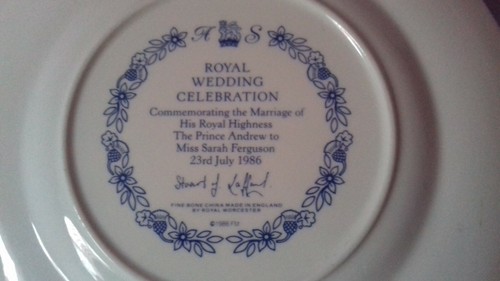 A S
ROYAL
WEDDING
CELEBRATION
Commemorating the Marriage of
His Royal Highness
The Prince Andrew to
Miss Sarah Ferguson
23rd July 1986
FINE BONE CHINA MADE IN ENGLAND
BY ROYAL WORCESTER